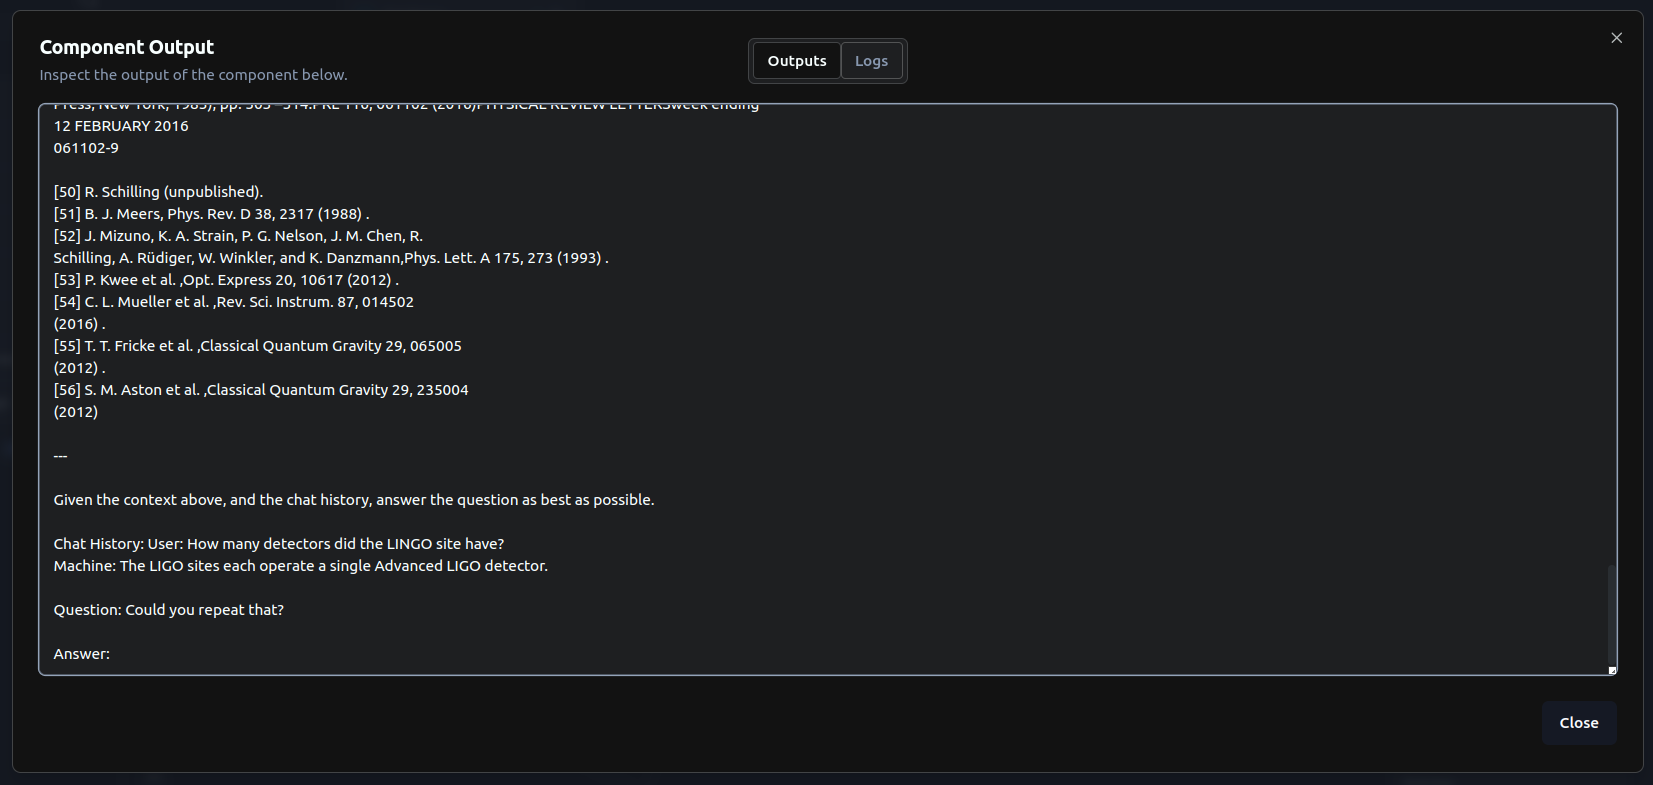 Component Output
Inspect the output of the component below.
Outputs
Logs
12 FEBRUARY 2016
061102-9
[50] R. Schilling (unpublished).
[51] B. J. Meers, Phys. Rev. D 38, 2317 (1988) .
[52] J. Mizuno, K. A. Strain, P. G. Nelson, J. M. Chen, R.
Schilling, A. Rüdiger, W. Winkler, and K. Danzmann,Phys. Lett. A 175, 273 (1993) .
[53] P. Kwee et al. ,Opt. Express 20, 10617 (2012) .
[54] C. L. Mueller et al. ,Rev. Sci. Instrum. 87, 014502
(2016) .
[55] T. T. Fricke et al. ,Classical Quantum Gravity 29, 065005
(2012) .
[56] S. M. Aston et al. ,Classical Quantum Gravity 29, 235004
(2012)
---
Given the context above, and the chat history, answer the question as best as possible.
Chat History: User: How many detectors did the LINGO site have?
Machine: The LIGO sites each operate a single Advanced LIGO detector.
Question: Could you repeat that?
Answer:
Close